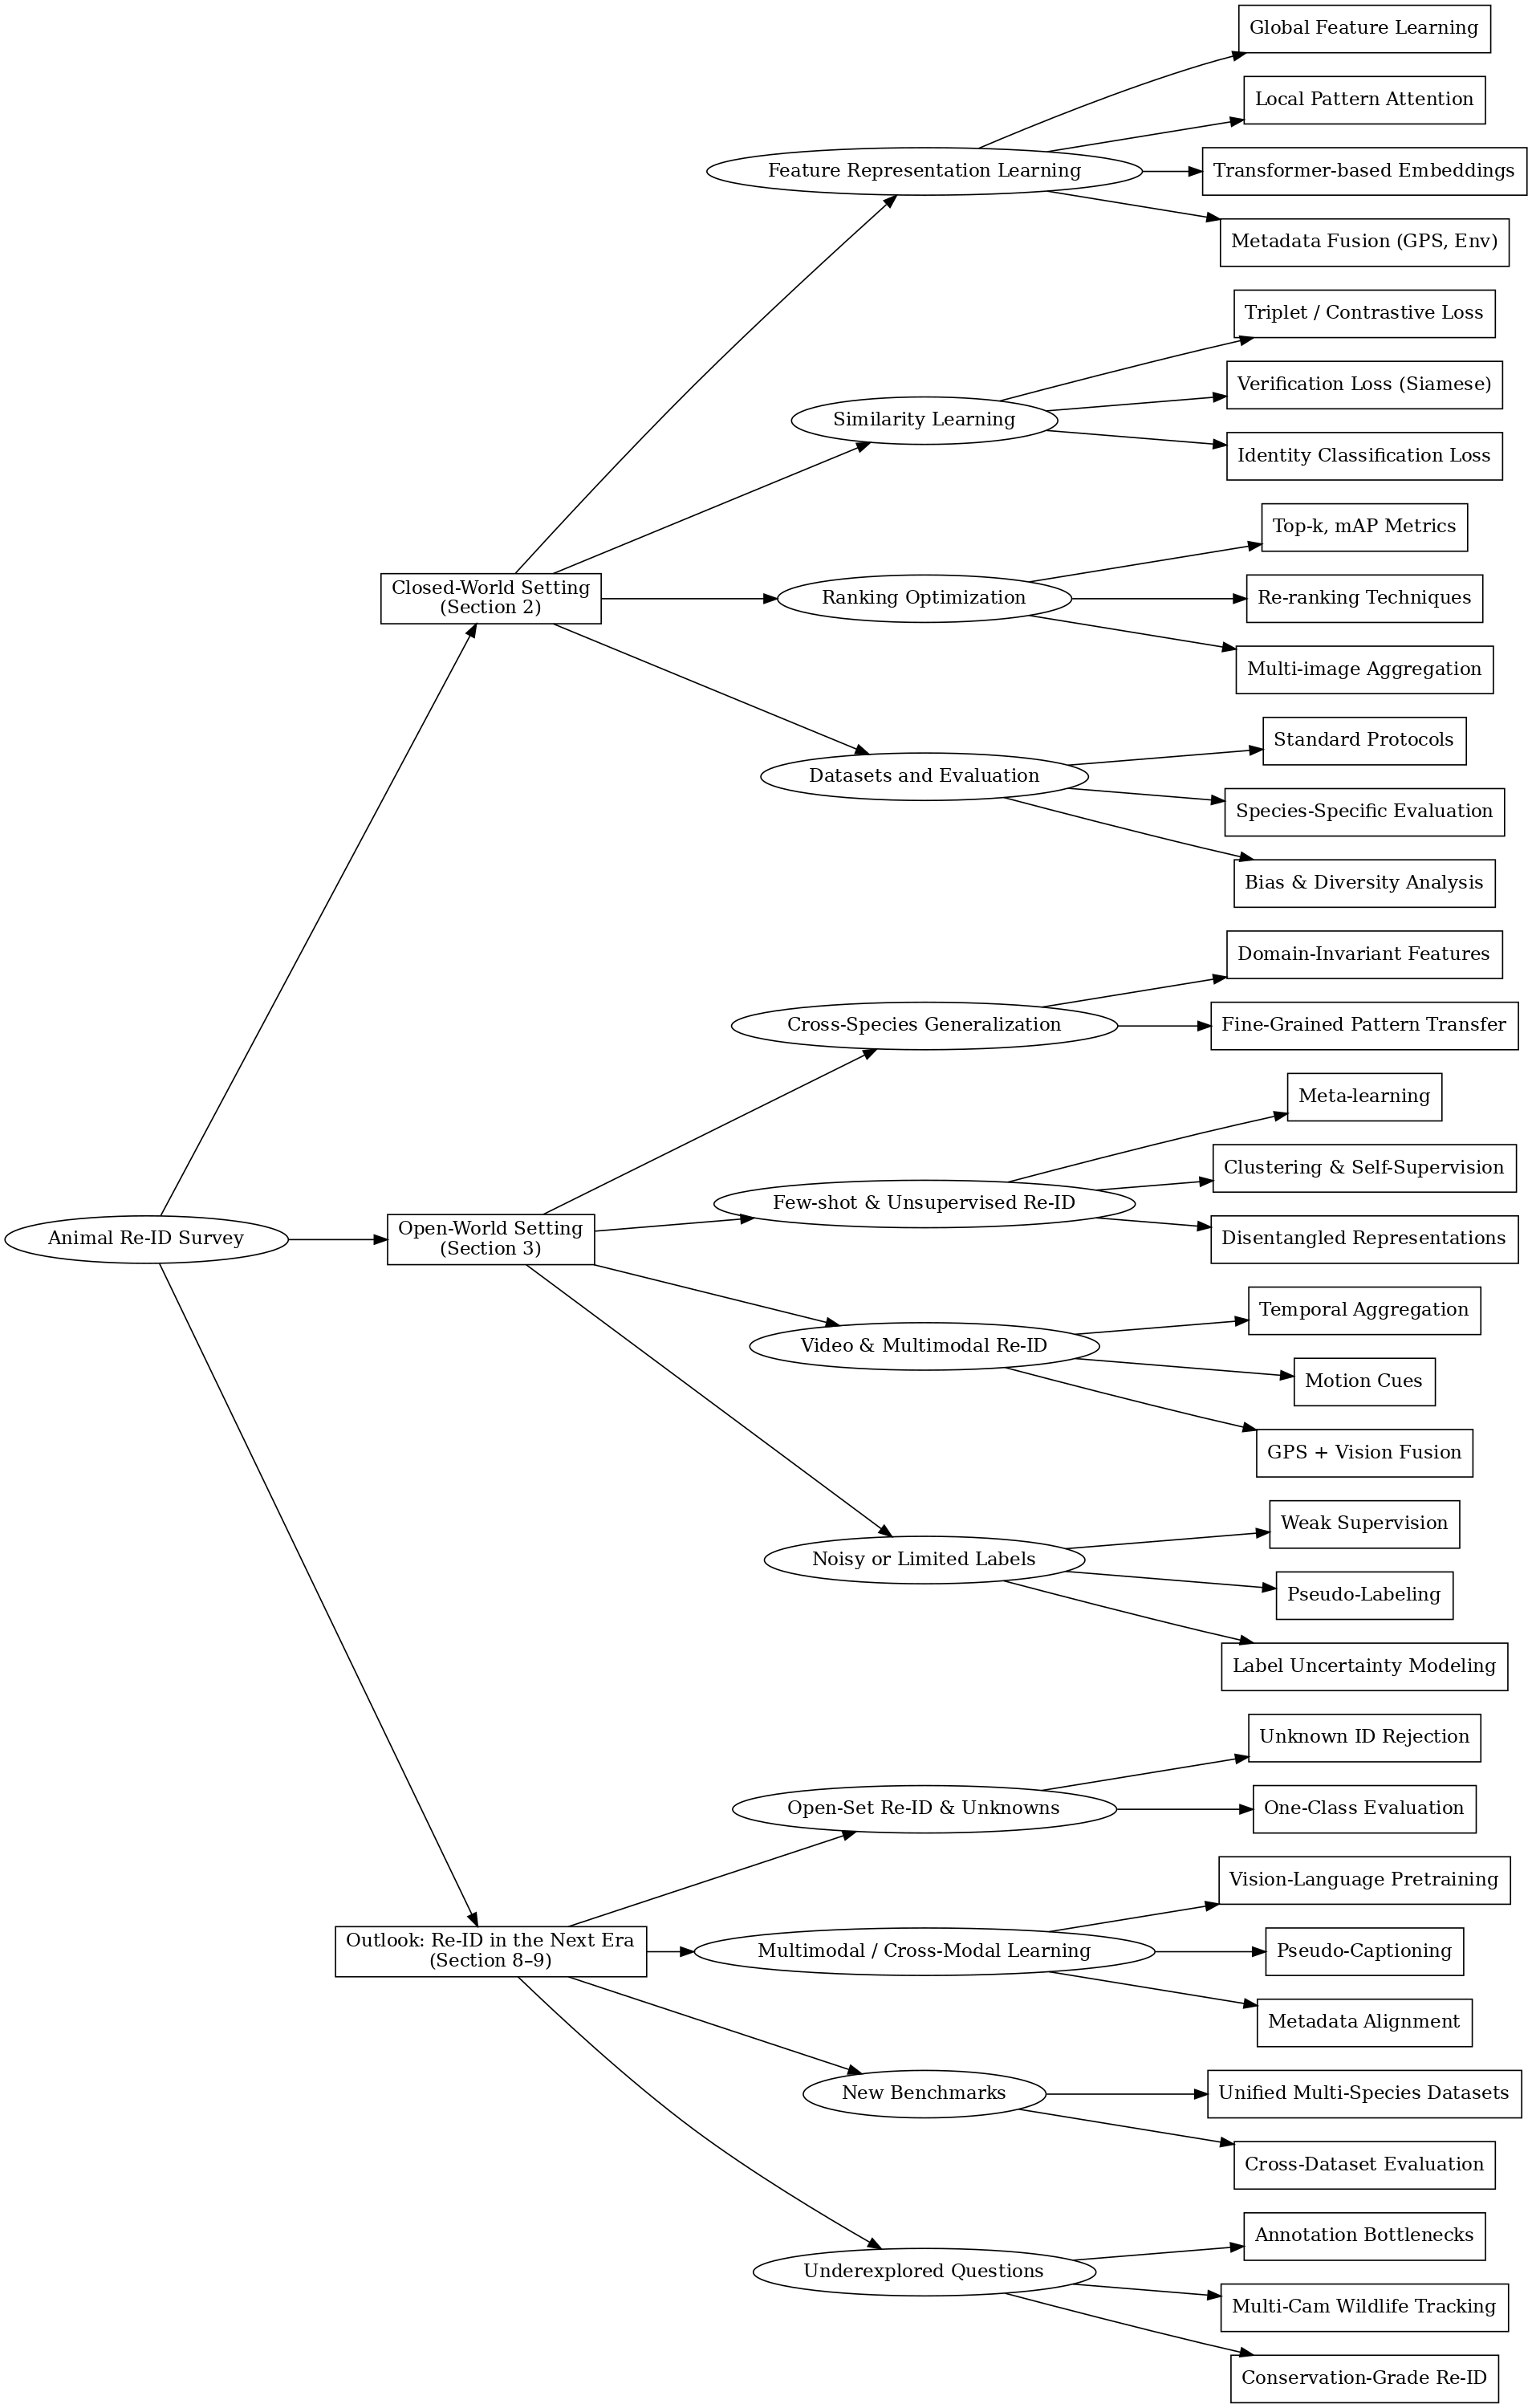 Animal Re-ID Survey
Closed-World Setting
(Section 2)
Feature Representation Learning
Global Feature Learning
Local Pattern Attention
Transformer-based Embeddings
Metadata Fusion (GPS, Env)
Similarity Learning
Triplet / Contrastive Loss
Verification Loss (Siamese)
Identity Classification Loss
Ranking Optimization
Top-k, mAP Metrics
Re-ranking Techniques
Multi-image Aggregation
Datasets and Evaluation
Standard Protocols
Species-Specific Evaluation
Bias & Diversity Analysis
Open-World Setting
(Section 3)
Cross-Species Generalization
Domain-Invariant Features
Fine-Grained Pattern Transfer
Few-shot & Unsupervised Re-ID
Meta-learning
Clustering & Self-Supervision
Disentangled Representations
Video & Multimodal Re-ID
Temporal Aggregation
Motion Cues
GPS + Vision Fusion
Noisy or Limited Labels
Weak Supervision
Pseudo-Labeling
Label Uncertainty Modeling
Outlook: Re-ID in the Next Era
(Section 8–9)
Open-Set Re-ID & Unknowns
Unknown ID Rejection
One-Class Evaluation
Multimodal / Cross-Modal Learning
Vision-Language Pretraining
Pseudo-Captioning
Metadata Alignment
New Benchmarks
Unified Multi-Species Datasets
Cross-Dataset Evaluation
Underexplored Questions
Annotation Bottlenecks
Multi-Cam Wildlife Tracking
Conservation-Grade Re-ID